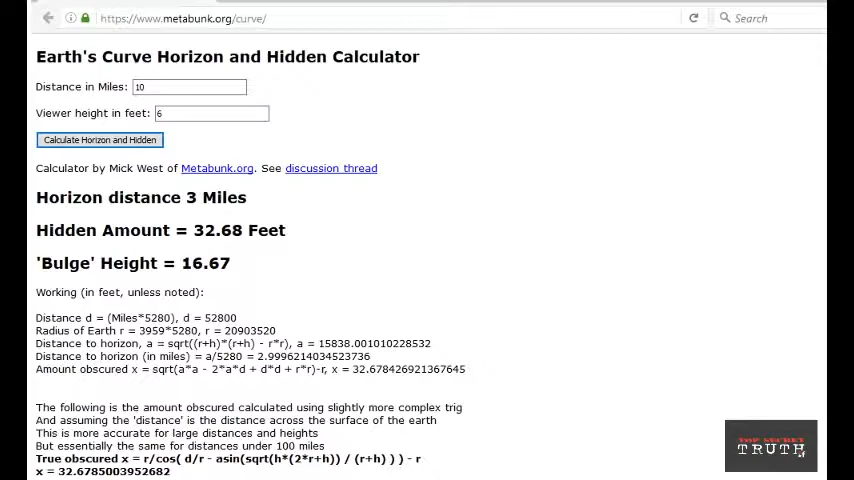 https://www.metabunk.org/curve/
Search
Earth's Curve Horizon and Hidden Calculator
Distance in Miles: 10
Viewer height in feet: 6
Calculate Horizon and Hidden
Calculator by Mick West of Metabunk.org. See discussion thread
Horizon distance 3 Miles
Hidden Amount = 32.68 Feet
'Bulge' Height = 16.67
Working (in feet, unless noted):
Distance d = (Miles*5280), d = 52800
Radius of Earth r = 3959*5280, r = 20903520
Distance to horizon, a = sqrt((r+h)*(r+h) - r*r), a = 15838.001010228532
Distance to horizon (in miles) = a/5280 = 2.9996214034523736
Amount obscured x = sqrt(a*a - 2*a*d + d*d + r*r)-r, x = 32.678426921367645
The following is the amount obscured calculated using slightly more complex trig
And assuming the 'distance' is the distance across the surface of the earth
This is more accurate for large distances and heights
But essentially the same for distances under 100 miles
True obscured x = r/cos( d/r - asin(sqrt(h*(2*r+h)) / (r+h) ) ) - r
x = 32.6785003952682
TOP SECRET
TRUTH